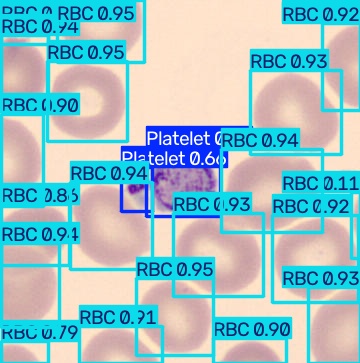 RBC 0.95
RBC 0.92
RBC 0.94
RBC 0.95
RBC 0.93
RBC 0.90
Platelet
RBC 0.94
Platelet 0.66
RBC 0.94
RBC 0.11
RBC 0.86
RBC 0.93
RBC 0.92
RBC 0.94
RBC 0.95
RBC 0.93
RBC 0.91
RBC 0.90
RBC 0.79